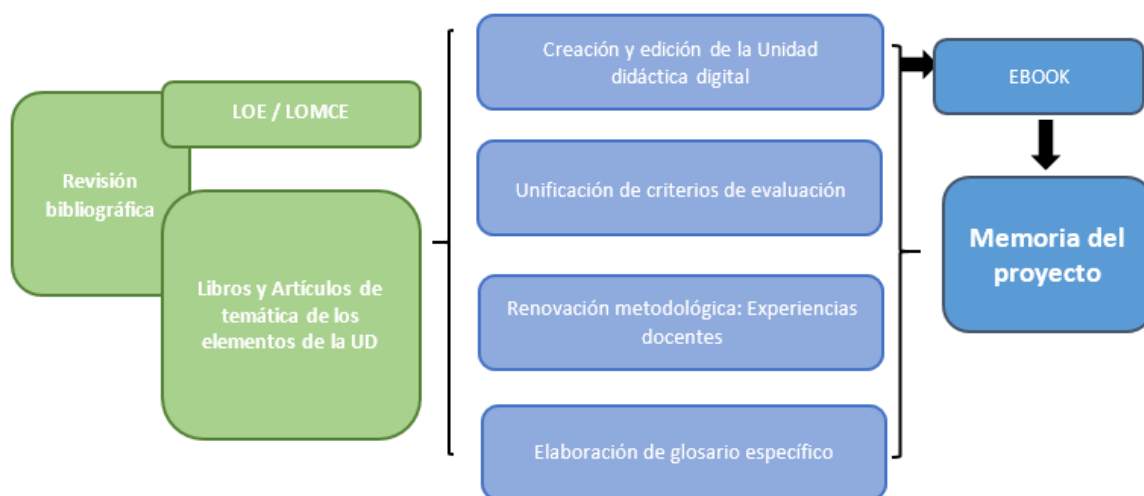 Revisión
bibliográfica
LOE / LOMCE
Libros y Artículos de
temática de los
elementos de la UD
Creación y edición de la Unidad
didáctica digital
Unificación de criterios de evaluación
Renovación metodológica: Experiencias
docentes
Elaboración de glosario específico
EBOOK
Memoria del
proyecto